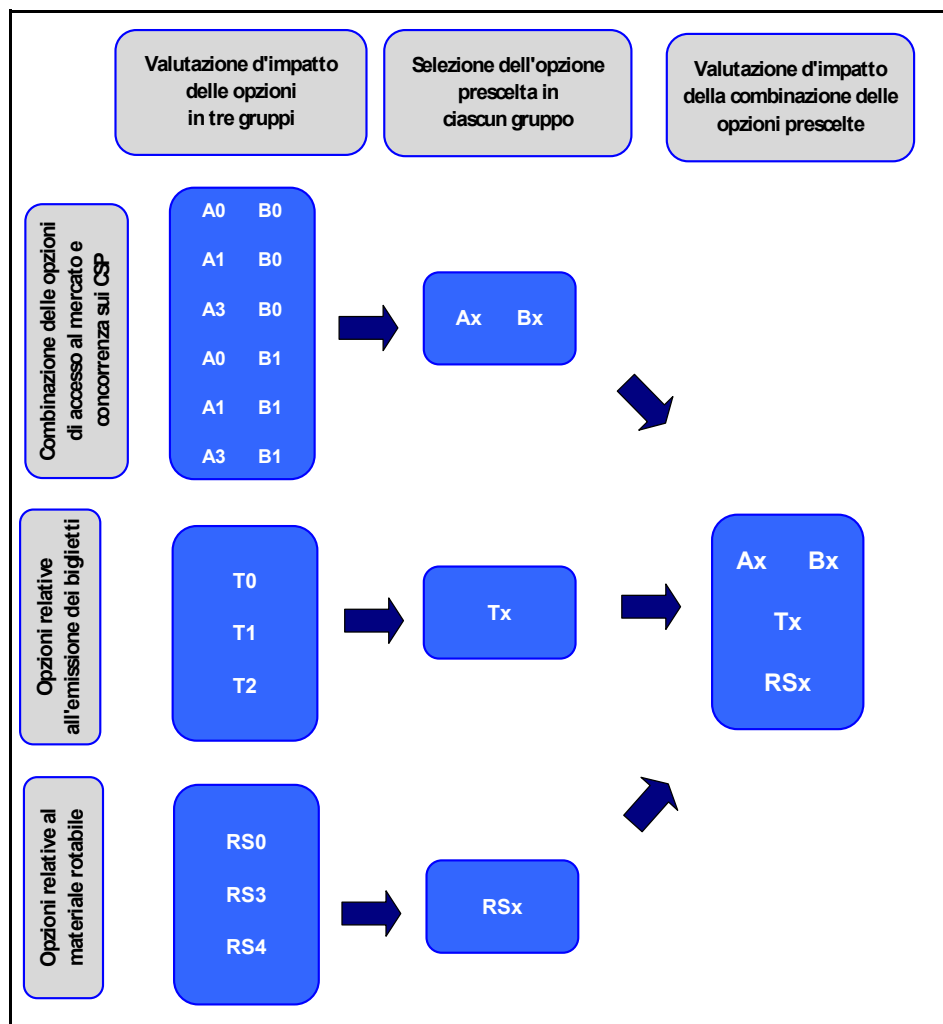 Valutazione d'impatto
delle opzioni
in tre gruppi
Selezione dell'opzione
prescelta in
ciascun gruppo
Valutazione d'impatto
della combinazione delle
opzioni prescelte
Combinazione delle opzioni
di accesso al mercato e
concorrenza sui CSP
A0 B0
A1 B0
A3 B0
A0 B1
A1 B1
A3 B1
Ax Bx
Opzioni relative
all'emissione dei biglietti
T0
T1
T2
Tx
Ax Bx
Tx
RSx
Opzioni relative al
materiale rotabile
RS0
RS3
RS4
RSx